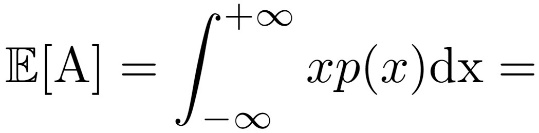 𝔼[A] = ∫_{-∞}^{+∞} xp(x)dx =